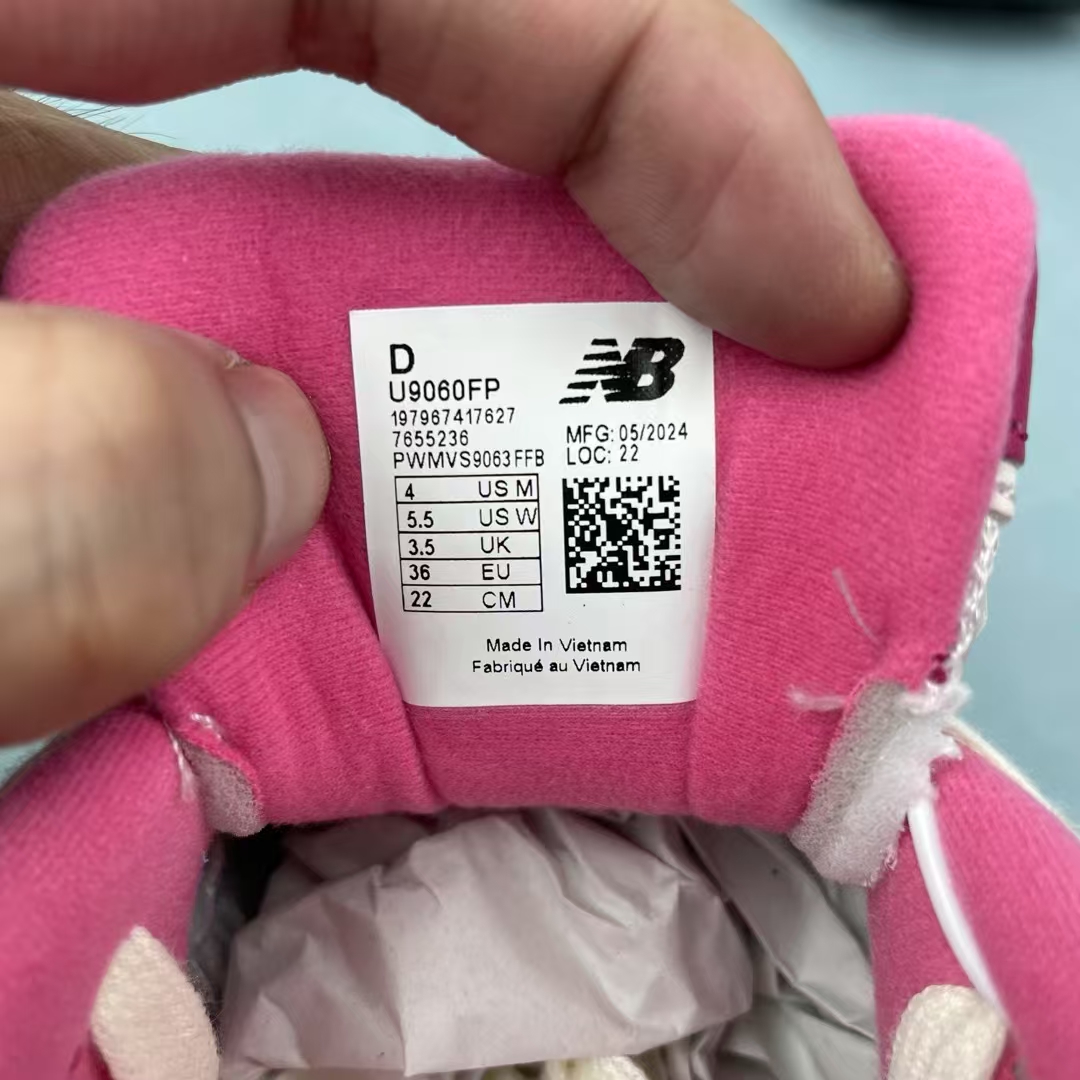 D
NB
U9060FP
197967417627
7655236
PWMVS9063FFB
MFG: 05/2024
LOC: 22
4 US M
5.5 US W
3.5 UK
36 EU
22 CM
Made In Vietnam
Fabriqué au Vietnam